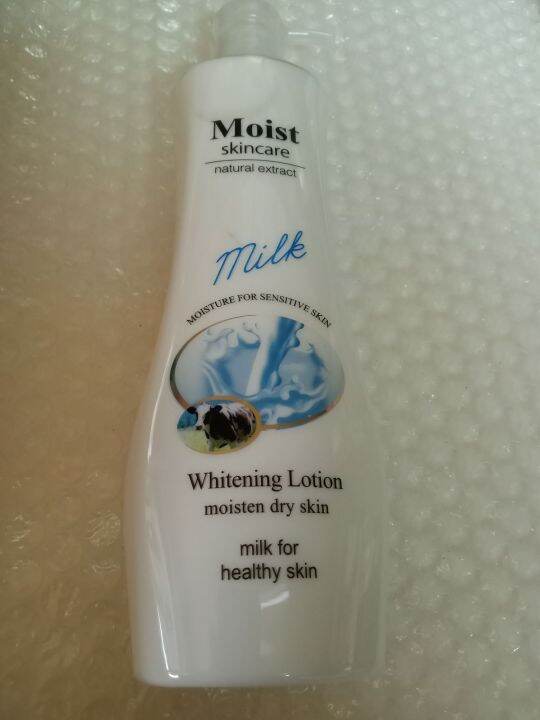 Moist
skincare
natural extract
milk
MOISTURE FOR SENSITIVE SKIN
Whitening Lotion
moisten dry skin
milk for
healthy skin